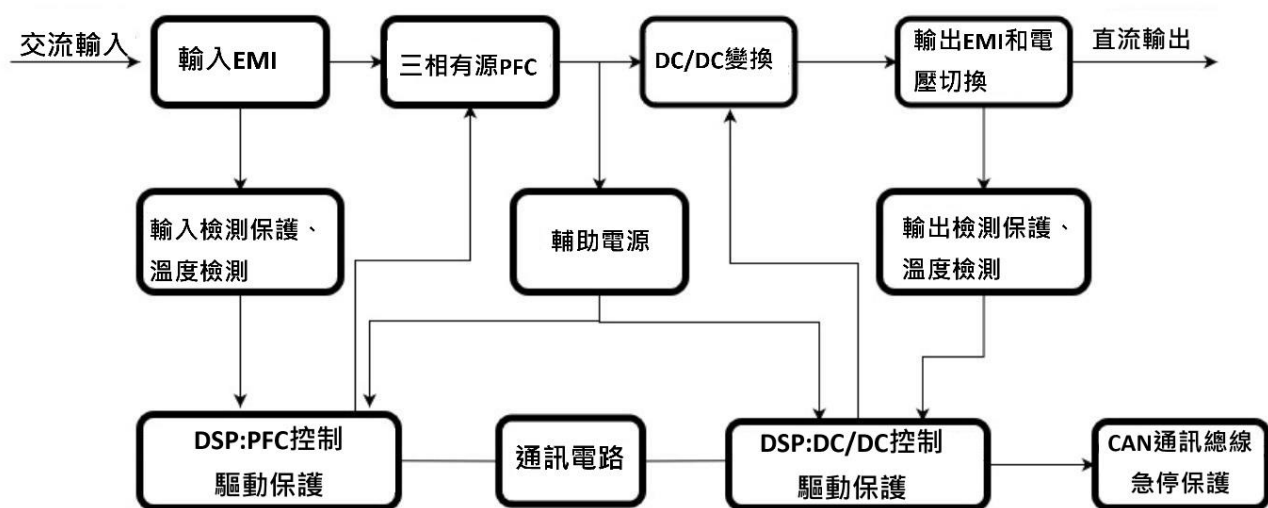 交流輸入
輸入EMI
三相有源PFC
DC/DC變換
輸出EMI和電
壓切換
直流輸出
輸入檢測保護、
溫度檢測
輔助電源
輸出檢測保護、
溫度檢測
DSP:PFC控制
驅動保護
通訊電路
DSP:DC/DC控制
驅動保護
CAN通訊總線
急停保護